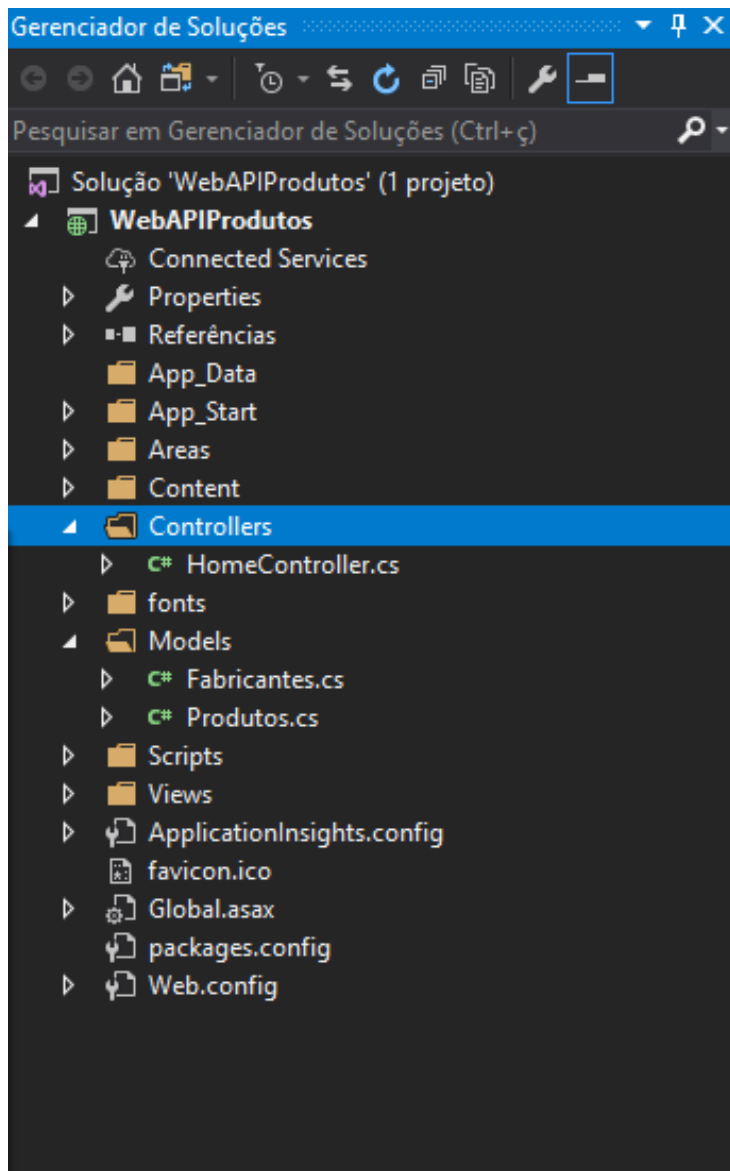 Gerenciador de Soluções
Pesquisar em Gerenciador de Soluções (Ctrl+ç)
Solução 'WebAPIProdutos' (1 projeto)
WebAPIProdutos
Connected Services
Properties
Referências
App_Data
App_Start
Areas
Content
Controllers
C# HomeController.cs
fonts
Models
C# Fabricantes.cs
C# Produtos.cs
Scripts
Views
ApplicationInsights.config
favicon.ico
Global.asax
packages.config
Web.config